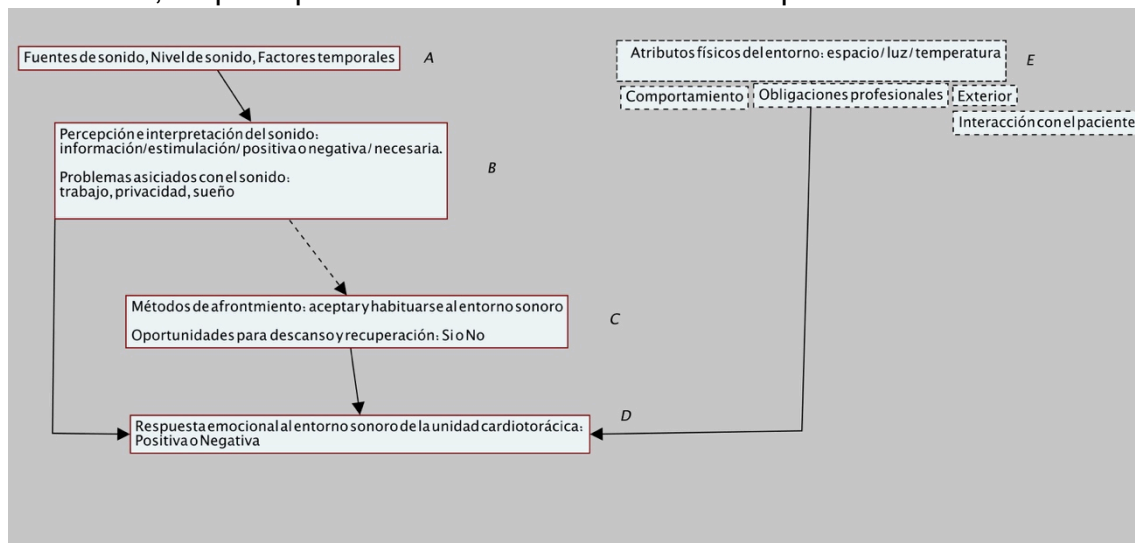 Fuentes de sonido, Nivel de sonido, Factores temporales
A
Atributos físicos del entorno: espacio/ luz/ temperatura
E
Comportamiento
Obligaciones profesionales
Exterior
Interacción con el paciente
Percepción e interpretación del sonido:
información/ estimulación/ positiva o negativa/ necesaria.
Problemas asiciados con el sonido:
trabajo, privacidad, sueño
B
Métodos de afrontmiento: aceptar y habituarse al entorno sonoro
Oportunidades para descanso y recuperación: Si o No
C
D
Respuesta emocional al entorno sonoro de la unidad cardiotorácica:
Positiva o Negativa